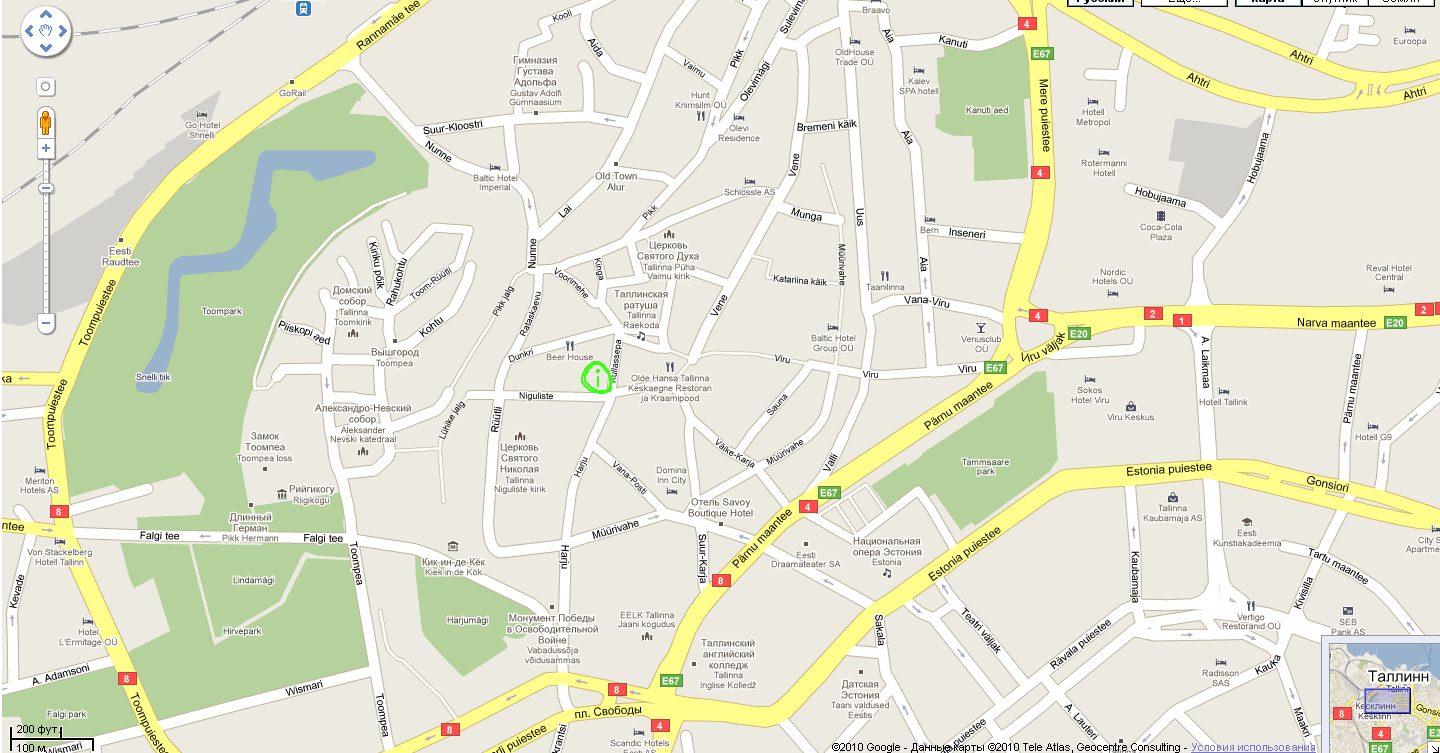 Русский
Ещё...
Карта
Спутник
Земля
Rannamäe tee
Kooli
Aida
Sulevimägi
Braavo
Aia
OldHouse
Trade OÜ
Kanuti
4
E67
Ahtri
Europa
Pikk
Olevimägi
Vaimu
Гимназия
Густава
Адольфа
Gustav Adolfi
Gümnaasium
GoRail
Go Hotel
Shnelli
Hunt
Kriimsilm OÜ
Kalev
SPA hotell
Kanuti aed
Mere puiestee
Ahtri
Ahtri
Hotell
Metropol
Suur-Kloostri
Nunne
Olevi
Residence
Bremeni käik
Aia
Rotermanni
Hotell
Hobujaama
Baltic Hotel
Imperial
Old Town
Alur
Schlössle AS
Vene
4
Hobujaama
Lai
Pikk
Munga
Uus
Bern
Inseneri
Coca-Cola
Plaza
Eesti
Raudtee
Nunne
Церковь
Святого Духа
Tallinna Püha
Vaimu kirik
Müürivahe
Kiriku põik
Rahukohtu
Toom-Rüütli
Voorimehe
Kinga
Katariina käik
Taanilinna
Aia
Nordic
Hotels OÜ
Reval Hotel
Central
Toompuiestee
Toompark
Домский
собор
Tallinna
Toomkirik
Pikk jalg
Rataskaevu
Таллинская
ратуша
Tallinna
Raekoda
Vene
Vana-Viru
4
2
1
2
Narva maantee
E20
Piiskopi aed
Kohtu
Вышгород
Toompea
Dunkri
Beer House
Kullassepa
Baltic Hotel
Group OÜ
Venusclub
OÜ
Viru väljak
E20
A. Laikmaa
Snelli tiik
Olde Hansa Tallinna
Keskaegne Restoran
ja Kraamipood
Viru
Viru
Viru
E67
Sokos
Hotel Viru
Hotell Tallink
Pärnu maantee
Niguliste
Lühike jalg
Rüütli
Sauna
Pärnu maantee
Viru Keskus
Hotell G9
Toompuiestee
Александро-Невский
собор
Aleksander
Nevski katedraal
Замок
Тоомпеа
Toompea loss
Церковь
Святого
Николая
Tallinna
Niguliste kirik
Harju
Vana-Posti
Väike-Karja
Müürivahe
Valli
Domina
Inn City
Tammsaare
park
Estonia puiestee
Gonsiori
Meriton
Hotels AS
Рийгикогу
Riigikogu
Отель Savoy
Boutique Hotel
E67
4
8
Длинный
Герман
Pikk Hermann
Tallinna
Kaubamaja AS
Eesti
Kunstiakadeemia
Falgi tee
Falgi tee
Müürivahe
Von Stackelberg
Hotell Tallinn
Кик-ин-де-Кёк
Kiek in de Kök
Toompea
Harju
Suur-Karja
Pärnu maantee
Eesti
Draamateater SA
Национальная
опера Эстония
Estonia
Estonia puiestee
Kaubamaja
Tartu maantee
Kevade
Lindamägi
8
Kivisilla
Hirvepark
Harjumägi
Монумент Победы
в Освободительной
Войне
Vabadussõja
võidusammas
EELK Tallinna
Jaani kogudus
Sakala
Teatri väljak
Rävala puiestee
Vertigo
Restrand OÜ
SEB
Pank AS
Hotel
L'Ermitage OÜ
Таллинский
английский
колледж
Tallinna
Inglise Kolledž
Датская
Эстония
Taani valdused
Eestis
Radisson
SAS
Kauka
A. Adamsoni
8
Wismari
Toompuiestee
Toompea
E67
8
пл. Свободы
A. Lauteri
Maakri
Таллинн
Tallinn
Кесклинн
Kesklinn
8
4
Falgi park
Wismari
8
4
Scandic Hotels
200 фут.
100 м
©2010 Google - Данные карты ©2010 Tele Atlas, Geocentre Consulting - Условия использования